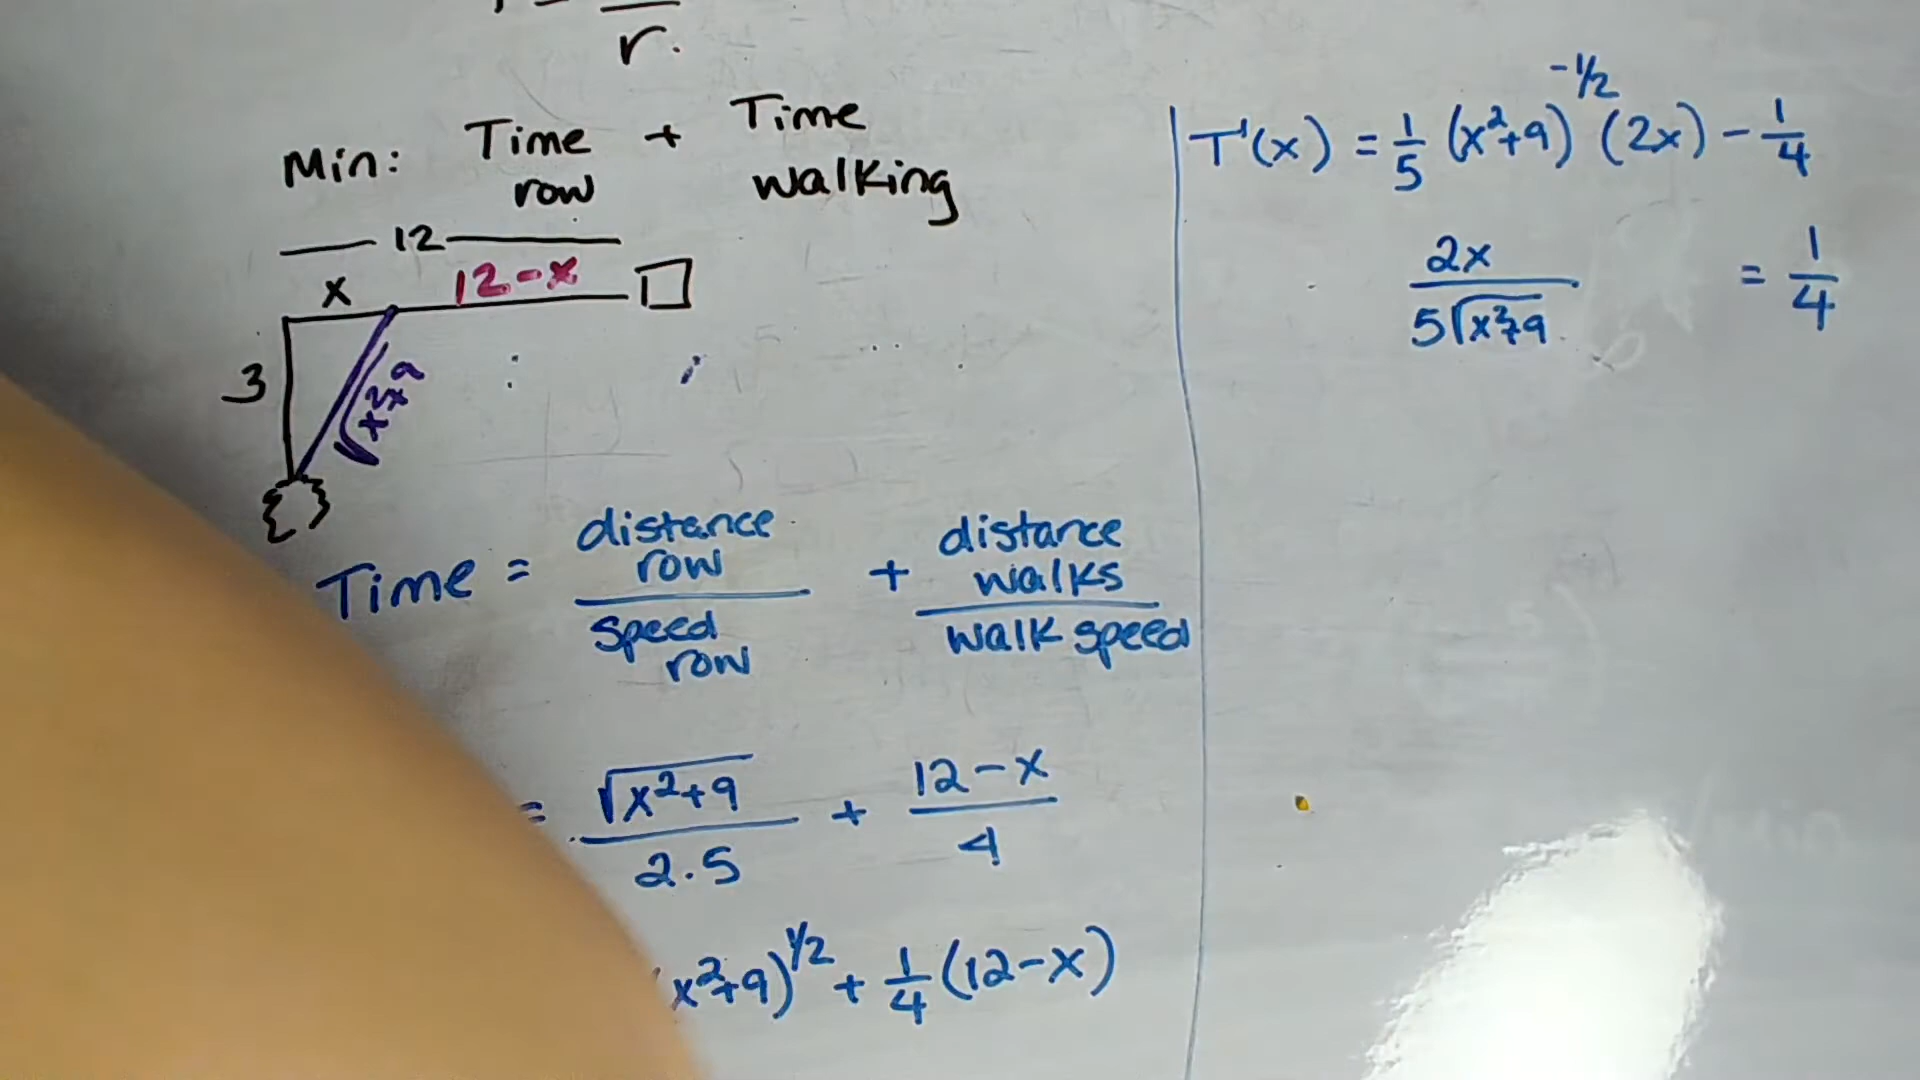 r.
Min: Time row + Time walking
12
x 12-x
3
√x²x9
Time = distance row / speed row + distance walks / walk speed
= √x²+9 / 2.5 + 12-x / 4
x²+9)^1/2 + 1/4 (12-x)
T'(x) = 1/5 (x²+9)^-1/2 (2x) - 1/4
2x / 5√x²+9 = 1/4